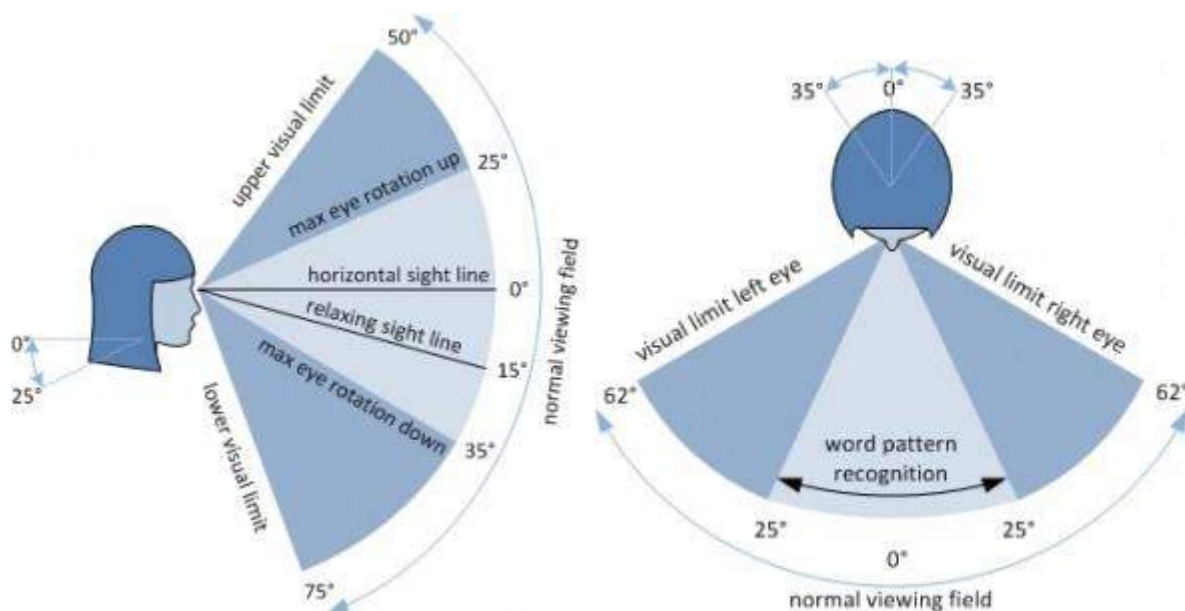 50°
upper visual limit
25°
max eye rotation up
horizontal sight line
0°
relaxing sight line
15°
max eye rotation down
35°
lower visual limit
75°
normal viewing field
0°
25°
35°
0°
35°
visual limit left eye
visual limit right eye
62°
62°
word pattern
recognition
25°
25°
0°
normal viewing field